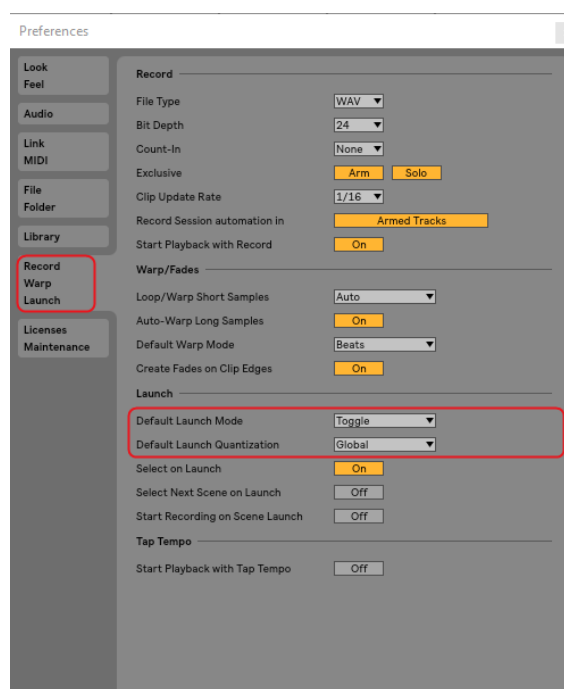 Preferences
Look
Feel
Audio
Link
MIDI
File
Folder
Library
Record
Warp
Launch
Licenses
Maintenance
Record
File Type WAV
Bit Depth 24
Count-In None
Exclusive Arm Solo
Clip Update Rate 1/16
Record Session automation in Armed Tracks
Start Playback with Record On
Warp/Fades
Loop/Warp Short Samples Auto
Auto-Warp Long Samples On
Default Warp Mode Beats
Create Fades on Clip Edges On
Launch
Default Launch Mode Toggle
Default Launch Quantization Global
Select on Launch On
Select Next Scene on Launch Off
Start Recording on Scene Launch Off
Tap Tempo
Start Playback with Tap Tempo Off